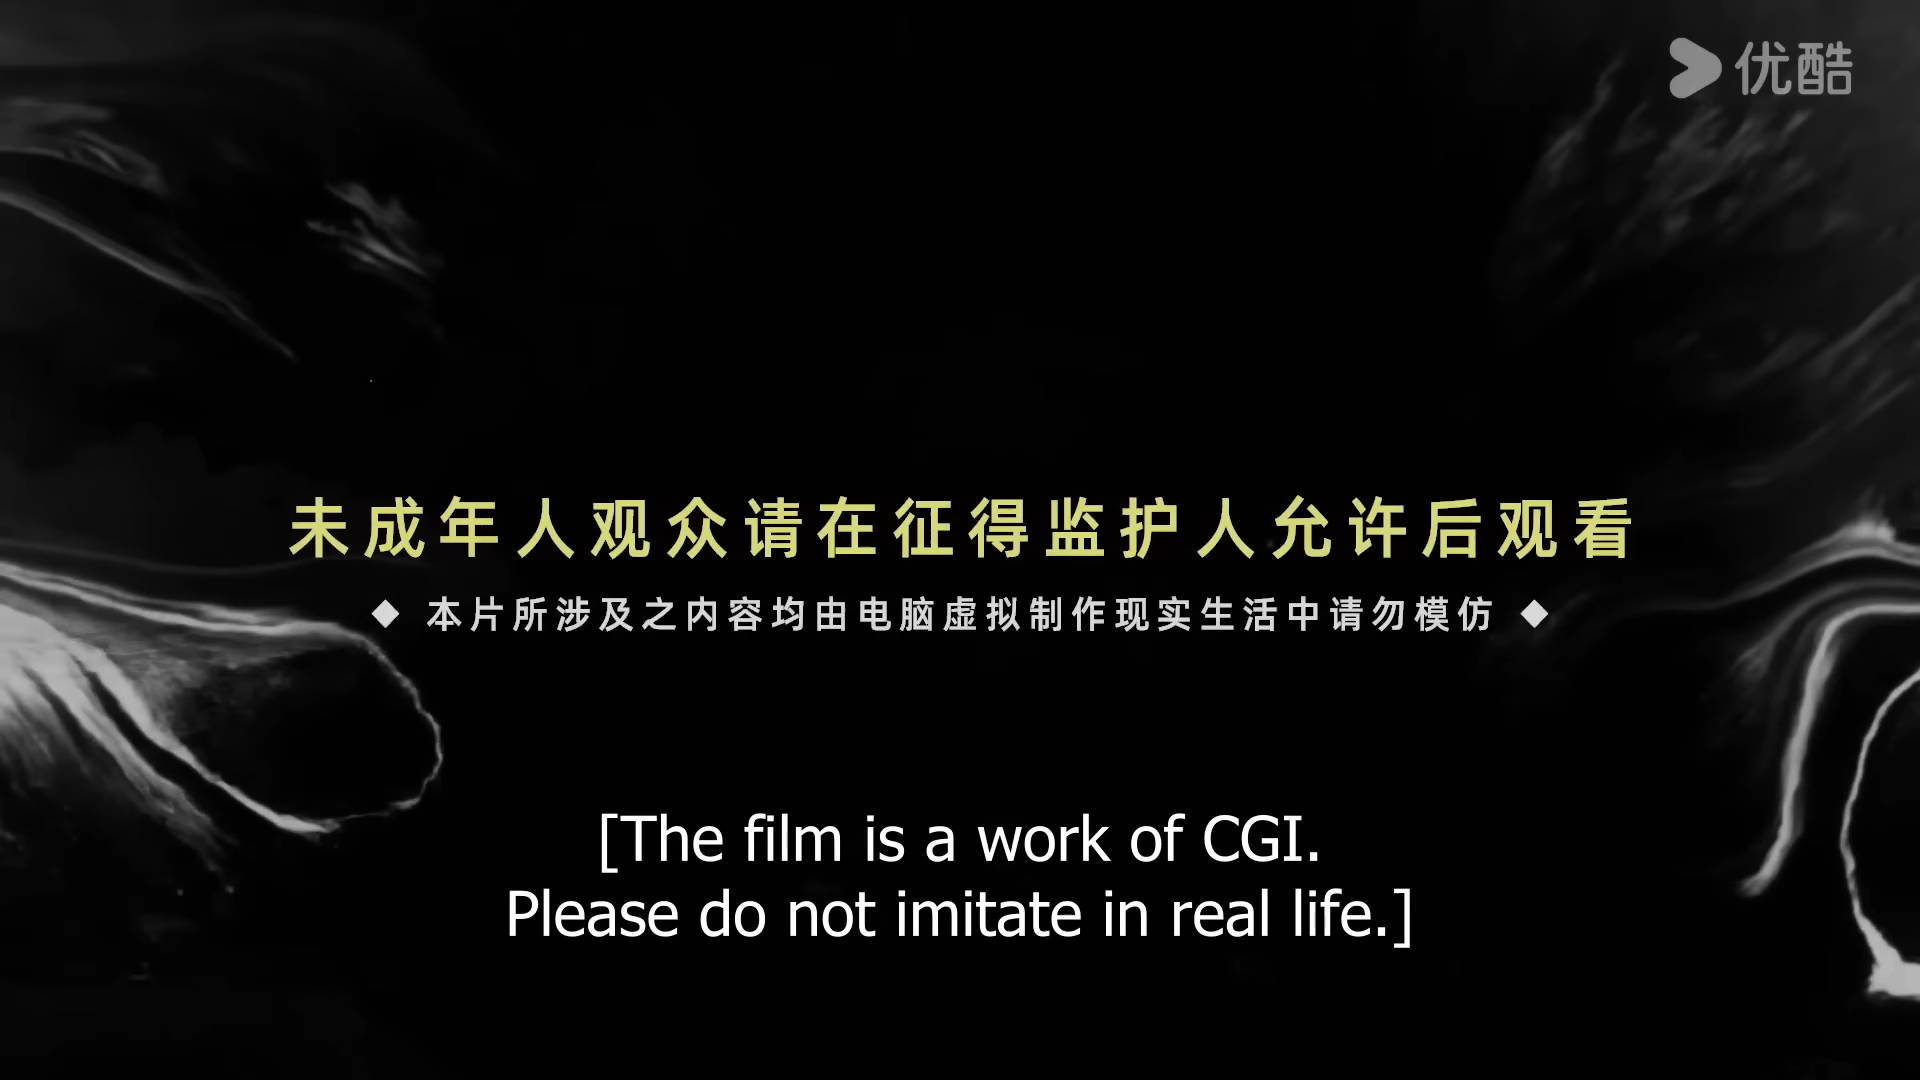 优酷
未成年人观众请在征得监护人允许后观看
◆ 本片所涉及之内容均由电脑虚拟制作现实生活中请勿模仿 ◆
[The film is a work of CGI.
Please do not imitate in real life.]